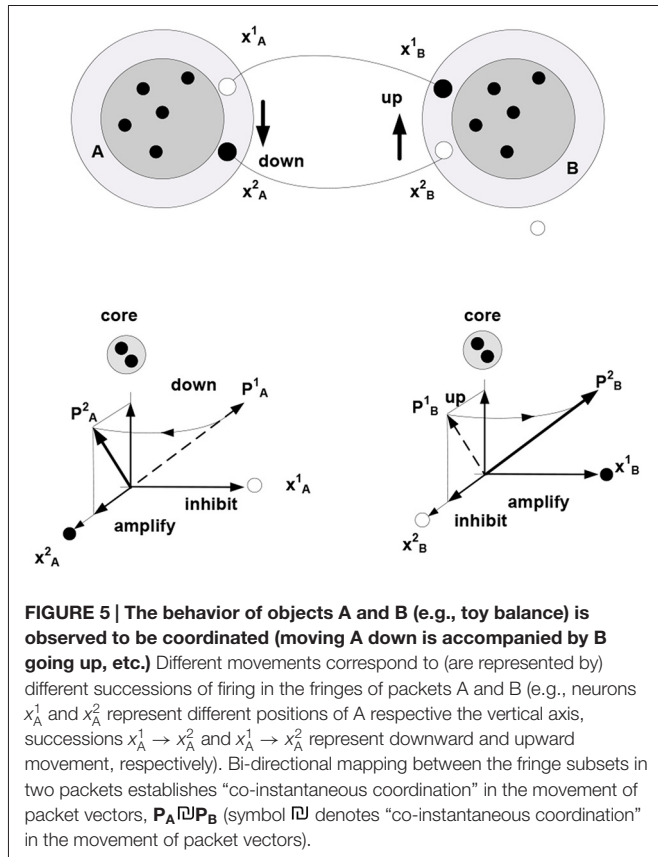 x¹A
x¹B
up
A
down
B
x²A
x²B
core
core
down
P¹A
P²A
P²B
P¹B up
x¹A
x¹B
inhibit
amplify
amplify
inhibit
x²A
x²B
FIGURE 5 | The behavior of objects A and B (e.g., toy balance) is
observed to be coordinated (moving A down is accompanied by B
going up, etc.) Different movements correspond to (are represented by)
different successions of firing in the fringes of packets A and B (e.g., neurons
x¹A and x²A represent different positions of A respective the vertical axis,
successions x¹A → x²A and x¹A → x²A represent downward and upward
movement, respectively). Bi-directional mapping between the fringe subsets in
two packets establishes “co-instantaneous coordination” in the movement of
packet vectors, PA₪PB (symbol ₪ denotes “co-instantaneous coordination”
in the movement of packet vectors).